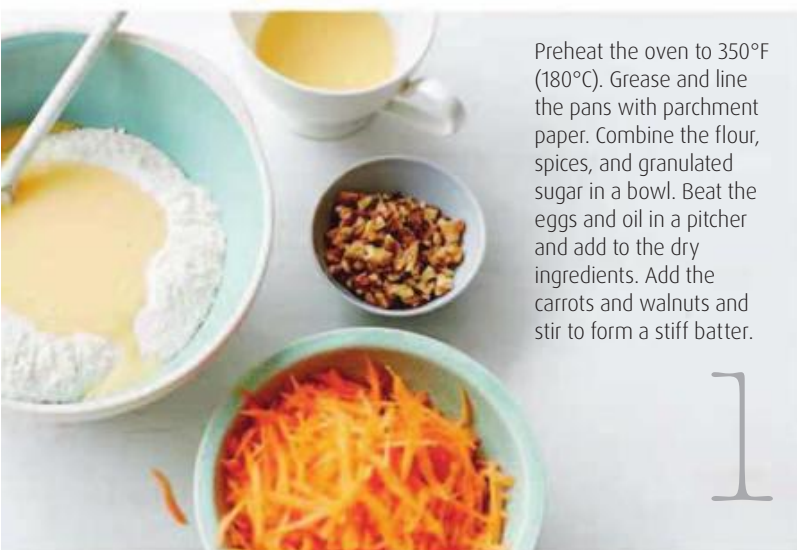 Preheat the oven to 350°F
(180°C). Grease and line
the pans with parchment
paper. Combine the flour,
spices, and granulated
sugar in a bowl. Beat the
eggs and oil in a pitcher
and add to the dry
ingredients. Add the
carrots and walnuts and
stir to form a stiff batter.
1